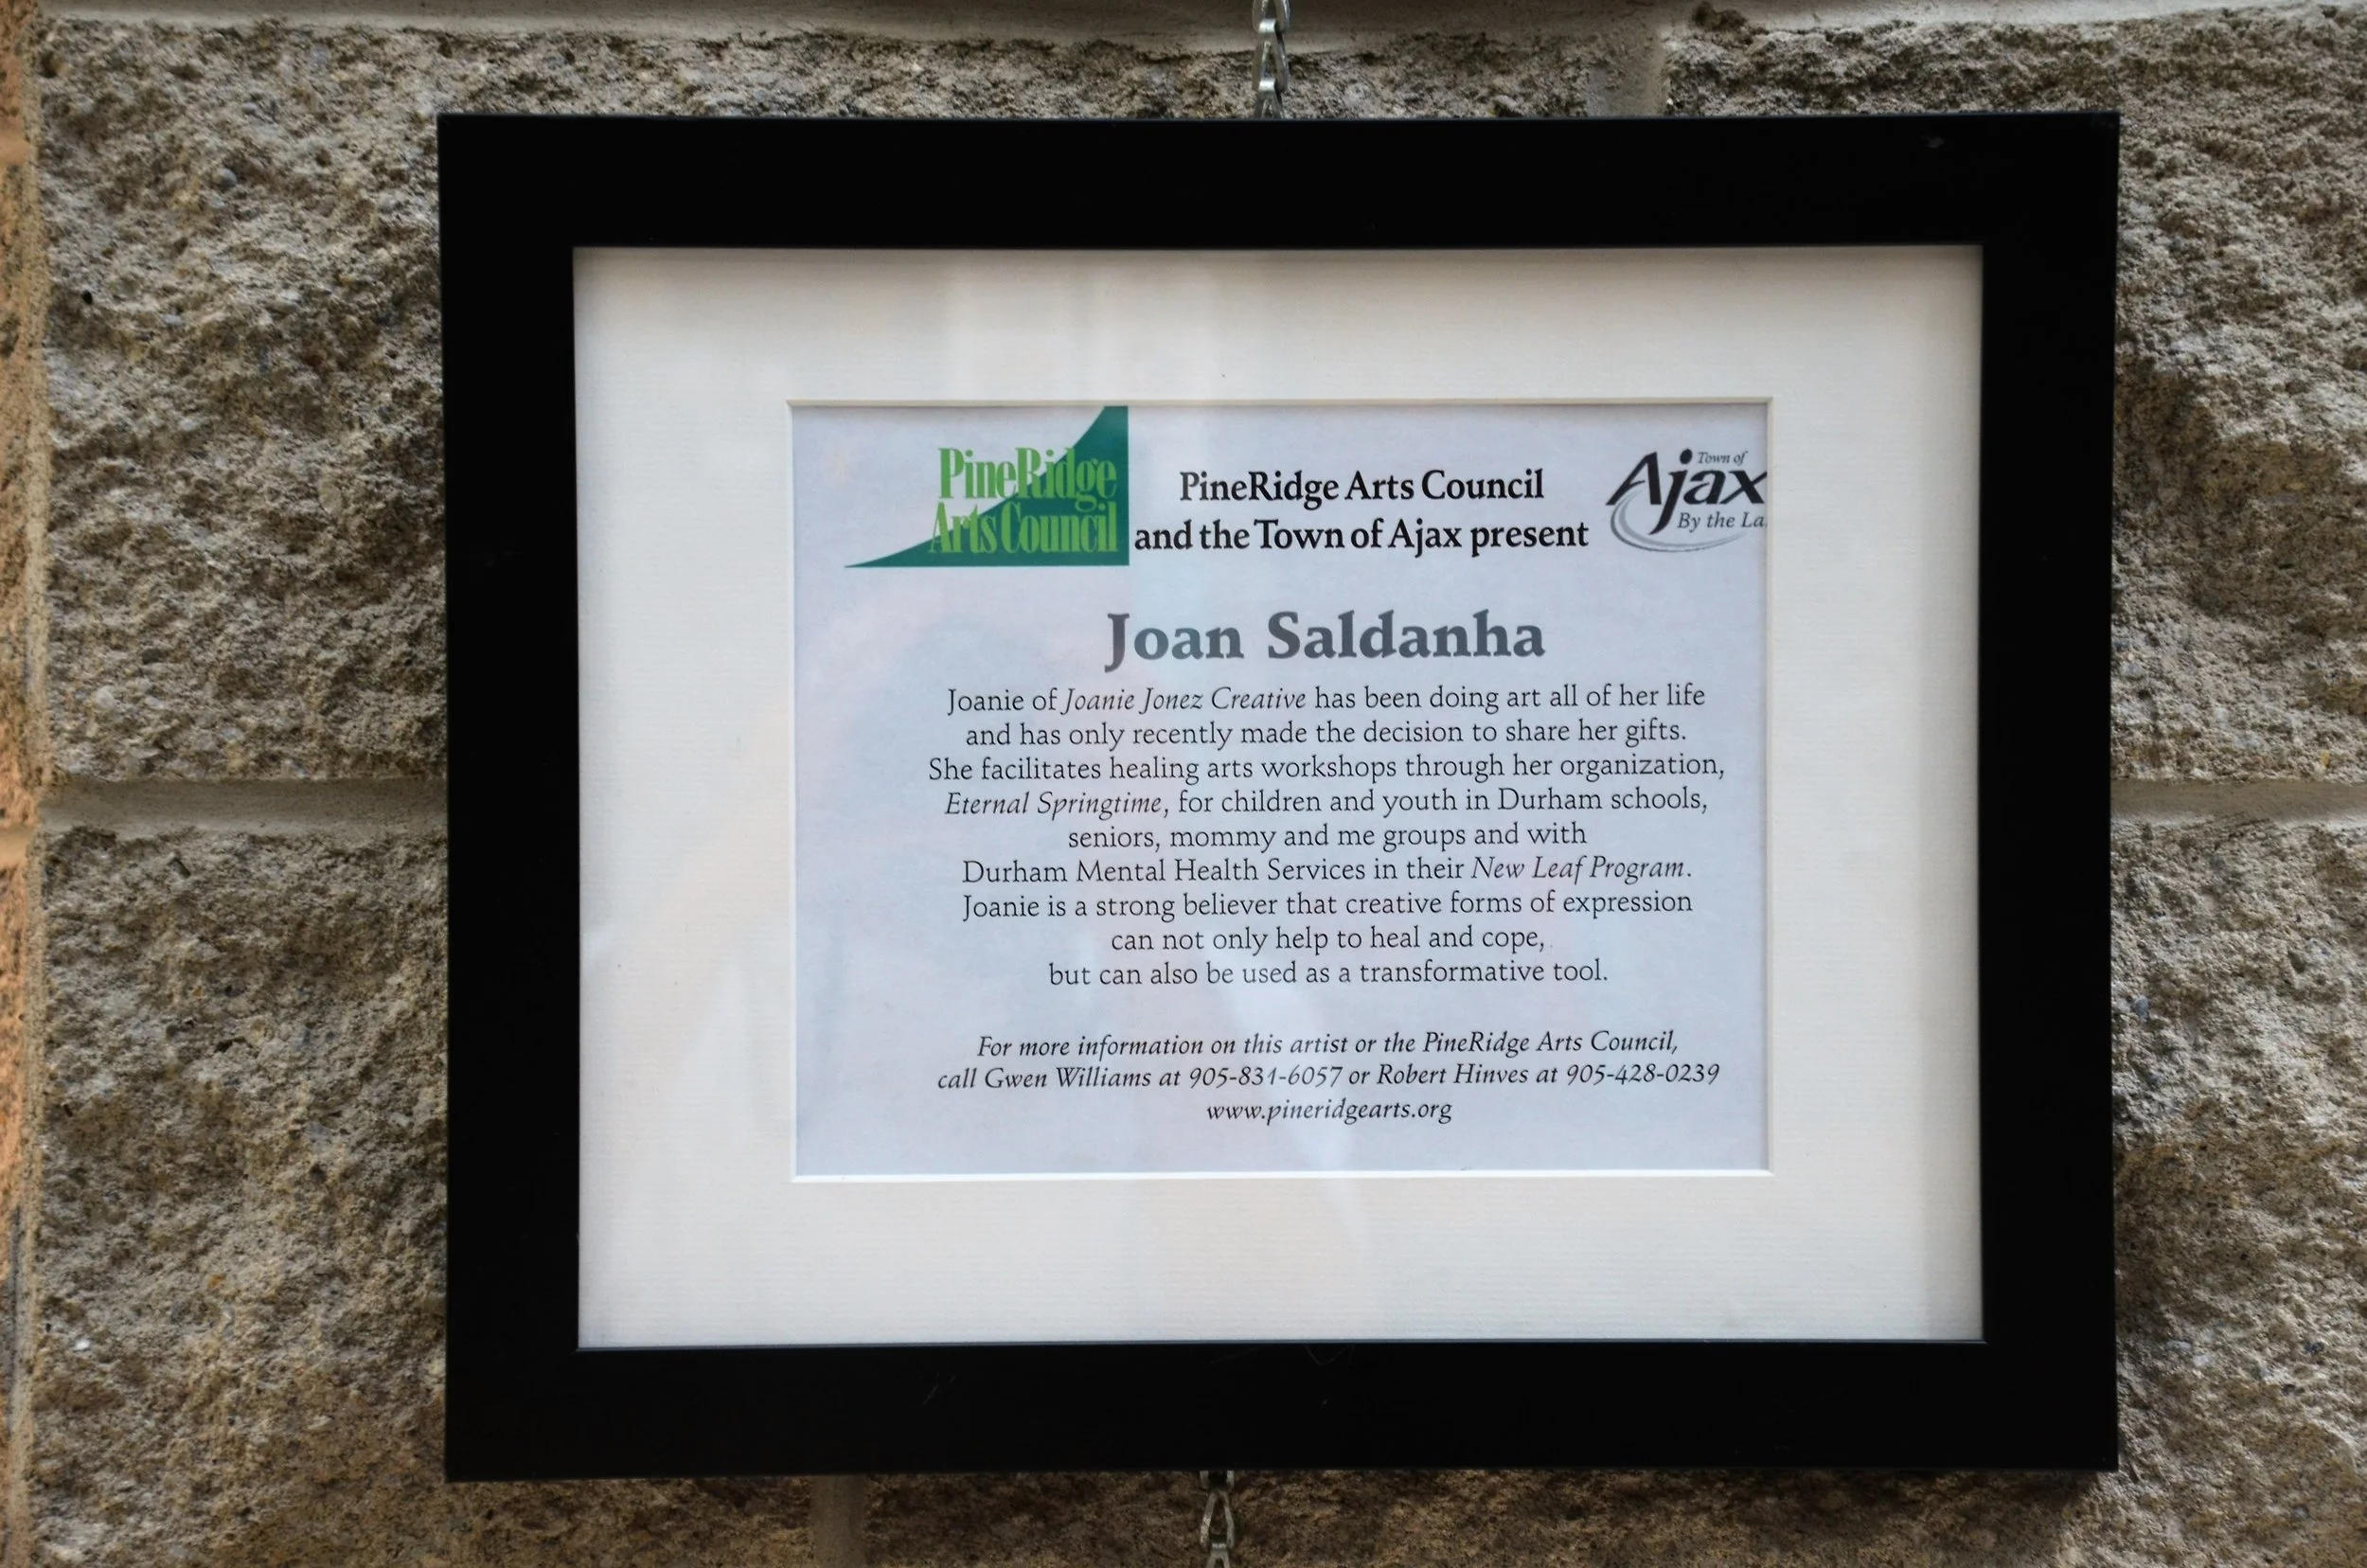 PineRidge
Arts Council
PineRidge Arts Council
and the Town of Ajax present
Town of
Ajax
By the La
Joan Saldanha
Joanie of Joanie Jonez Creative has been doing art all of her life
and has only recently made the decision to share her gifts.
She facilitates healing arts workshops through her organization,
Eternal Springtime, for children and youth in Durham schools,
seniors, mommy and me groups and with
Durham Mental Health Services in their New Leaf Program.
Joanie is a strong believer that creative forms of expression
can not only help to heal and cope,
but can also be used as a transformative tool.
For more information on this artist or the PineRidge Arts Council,
call Gwen Williams at 905-831-6057 or Robert Hinves at 905-428-0239
www.pineridgearts.org